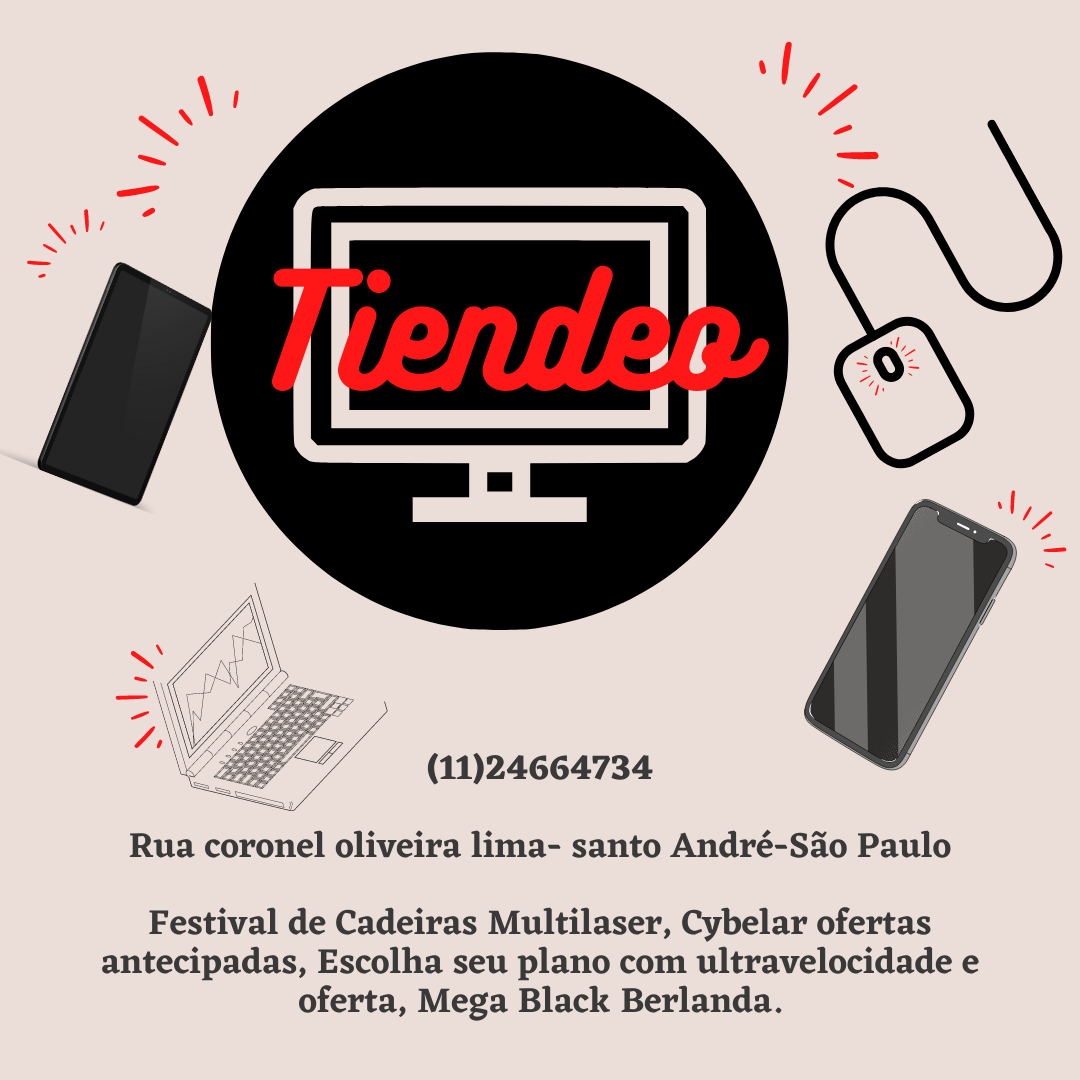 Tiendeo
(11)24664734
Rua coronel oliveira lima- santo André-São Paulo
Festival de Cadeiras Multilaser, Cybelar ofertas
antecipadas, Escolha seu plano com ultravelocidade e
oferta, Mega Black Berlanda.